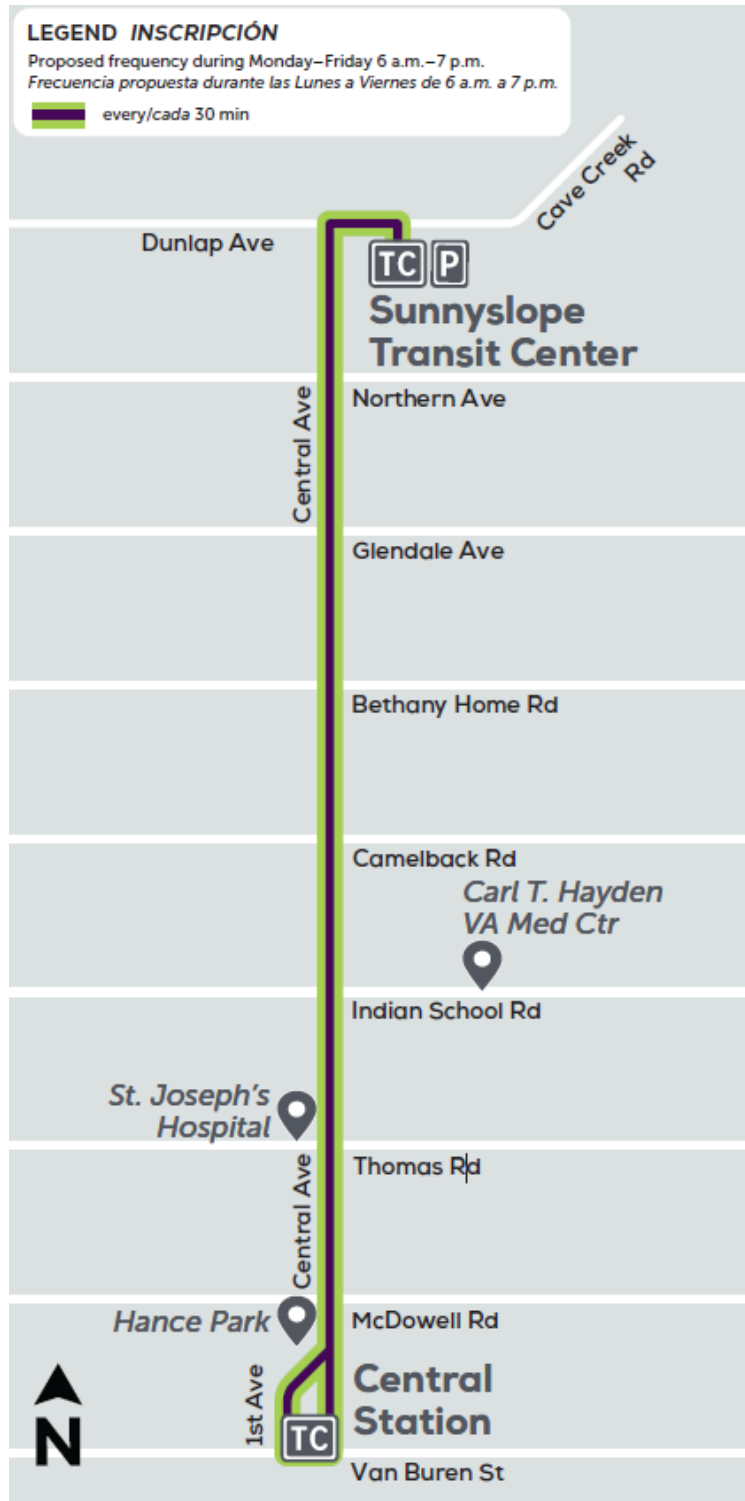 LEGEND INSCRIPCIÓN
Proposed frequency during Monday–Friday 6 a.m.–7 p.m.
Frecuencia propuesta durante las Lunes a Viernes de 6 a.m. a 7 p.m.
every/cada 30 min
Cave Creek
Rd
Dunlap Ave
TC P
Sunnyslope
Transit Center
Central Ave
Northern Ave
Glendale Ave
Bethany Home Rd
Camelback Rd
Carl T. Hayden
VA Med Ctr
Indian School Rd
St. Joseph's
Hospital
Thomas Rd
Central Ave
Hance Park
McDowell Rd
1st Ave
Central
Station
TC
N
Van Buren St